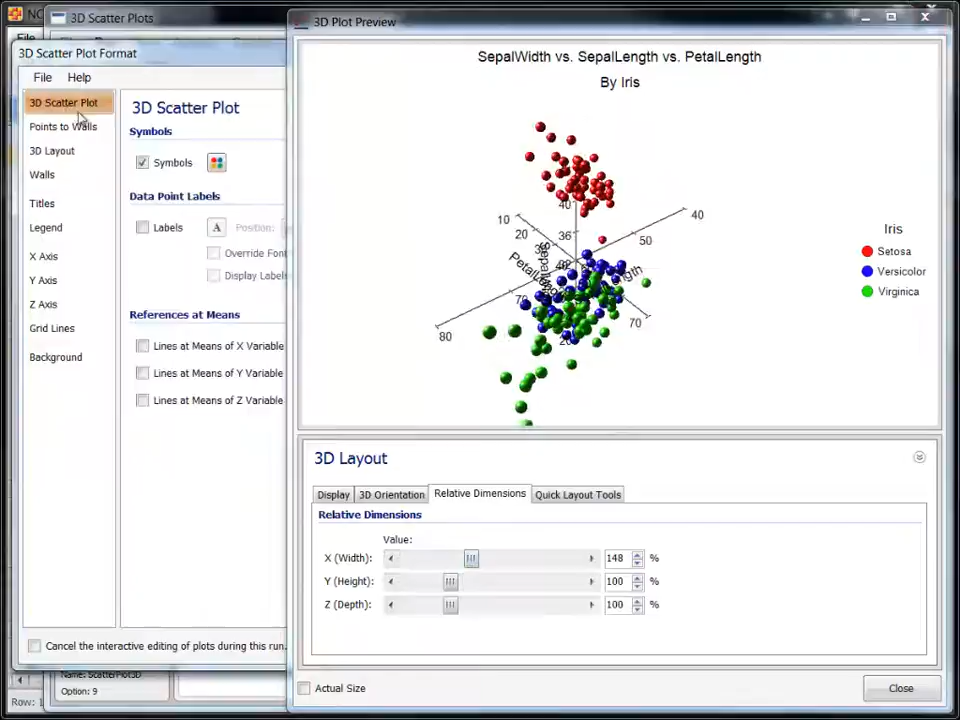 NC
3D Scatter Plots
3D Plot Preview
3D Scatter Plot Format
File
Help
3D Scatter Plot
Points to Walls
3D Layout
Walls
Titles
Legend
X Axis
Y Axis
Z Axis
Grid Lines
Background
3D Scatter Plot
Symbols
Symbols
Data Point Labels
Labels
A
Position:
Override Fon
Display Labels
References at Means
Lines at Means of X Variable
Lines at Means of Y Variable
Lines at Means of Z Variable
Cancel the interactive editing of plots during this run.
SepalWidth vs. SepalLength vs. PetalLength
By Iris
40
36
10
20
40
50
70
70
80
Iris
Setosa
Versicolor
Virginica
3D Layout
Display
3D Orientation
Relative Dimensions
Quick Layout Tools
Relative Dimensions
Value:
X (Width): 148 %
Y (Height): 100 %
Z (Depth): 100 %
Actual Size
Close
Name: ScatterPlot3D
Option: 9
Row: 1